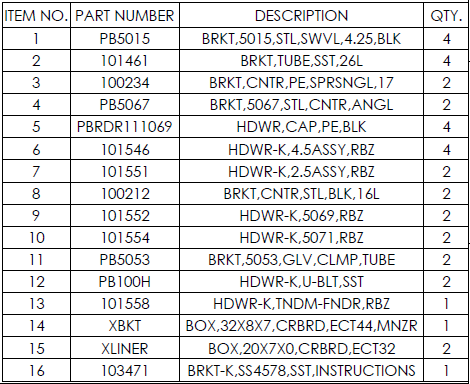 ITEM NO. PART NUMBER DESCRIPTION QTY.
1 PB5015 BRKT,5015,STL,SWVL,4.25,BLK 4
2 101461 BRKT,TUBE,SST,26L 4
3 100234 BRKT,CNTR,PE,SPRSNGL,17 2
4 PB5067 BRKT,5067,STL,CNTR,ANGL 2
5 PBRDR111069 HDWR,CAP,PE,BLK 4
6 101546 HDWR-K,4.5ASSY,RBZ 4
7 101551 HDWR-K,2.5ASSY,RBZ 2
8 100212 BRKT,CNTR,STL,BLK,16L 2
9 101552 HDWR-K,5069,RBZ 2
10 101554 HDWR-K,5071,RBZ 2
11 PB5053 BRKT,5053,GLV,CLMP,TUBE 2
12 PB100H HDWR-K,U-BLT,SST 2
13 101558 HDWR-K,TNDM-FNDR,RBZ 1
14 XBKT BOX,32X8X7,CRBRD,ECT44,MNZR 1
15 XLINER BOX,20X7X0,CRBRD,ECT32 2
16 103471 BRKT-K,SS4578,SST,INSTRUCTIONS 1